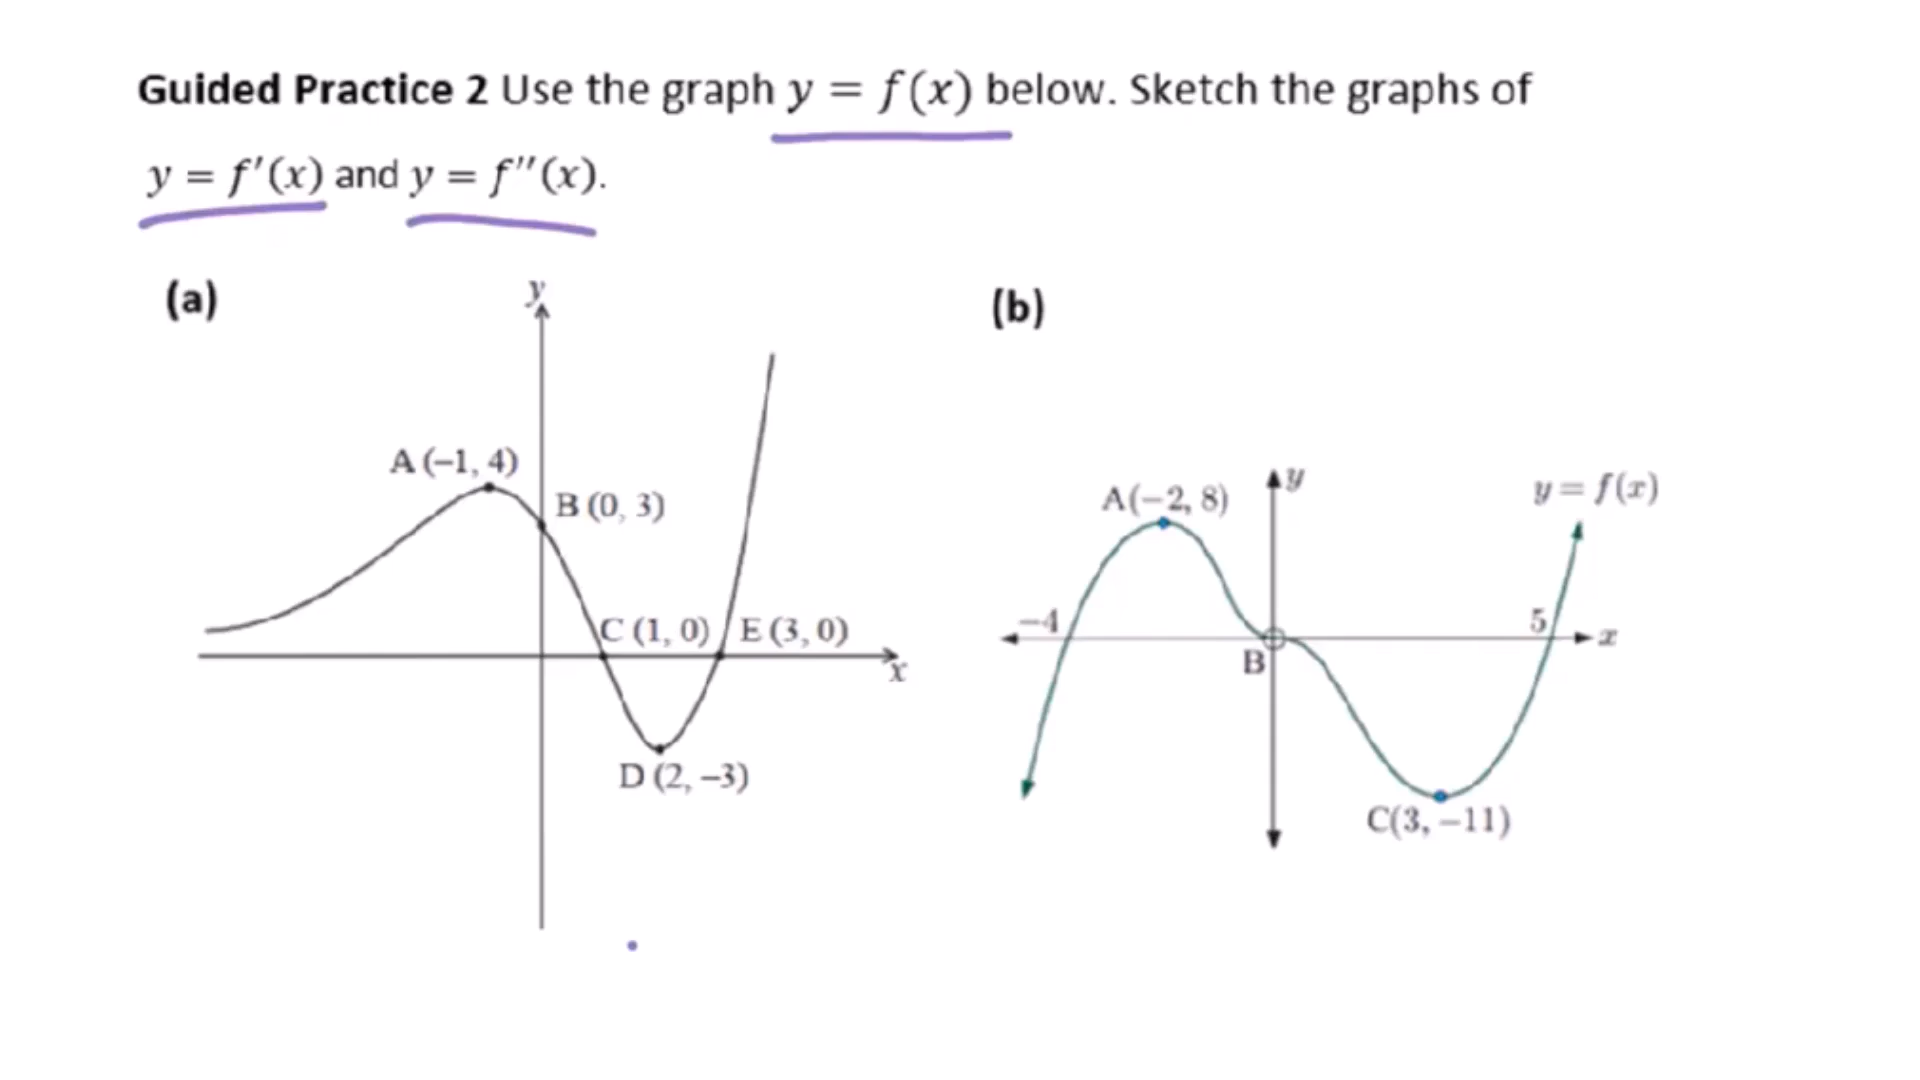 Guided Practice 2 Use the graph y = f(x) below. Sketch the graphs of
y = f′(x) and y = f″(x).
(a)
y
A (−1, 4)
B (0, 3)
C (1, 0)
E (3, 0)
x
D (2, −3)
(b)
y
y = f(x)
A(−2, 8)
−4
5
x
B
C(3, −11)